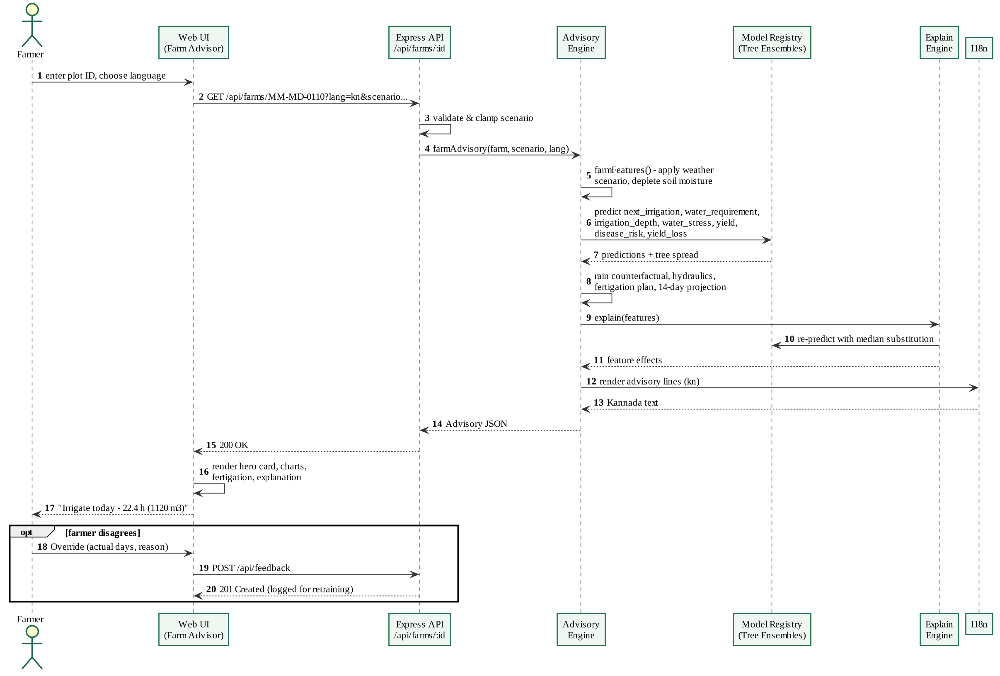 Farmer
Web UI
(Farm Advisor)
Express API
/api/farms/:id
Advisory
Engine
Model Registry
(Tree Ensembles)
Explain
Engine
I18n
1 enter plot ID, choose language
2 GET /api/farms/MM-MD-0110?lang=kn&scenario...
3 validate & clamp scenario
4 farmAdvisory(farm, scenario, lang)
5 farmFeatures() - apply weather
scenario, deplete soil moisture
6 predict next_irrigation, water_requirement,
irrigation_depth, water_stress, yield,
disease_risk, yield_loss
7 predictions + tree spread
8 rain counterfactual, hydraulics,
fertigation plan, 14-day projection
9 explain(features)
10 re-predict with median substitution
11 feature effects
12 render advisory lines (kn)
13 Kannada text
14 Advisory JSON
15 200 OK
16 render hero card, charts,
fertigation, explanation
17 "Irrigate today - 22.4 h (1120 m3)"
opt [farmer disagrees]
18 Override (actual days, reason)
19 POST /api/feedback
20 201 Created (logged for retraining)
Farmer
Web UI
(Farm Advisor)
Express API
/api/farms/:id
Advisory
Engine
Model Registry
(Tree Ensembles)
Explain
Engine
I18n